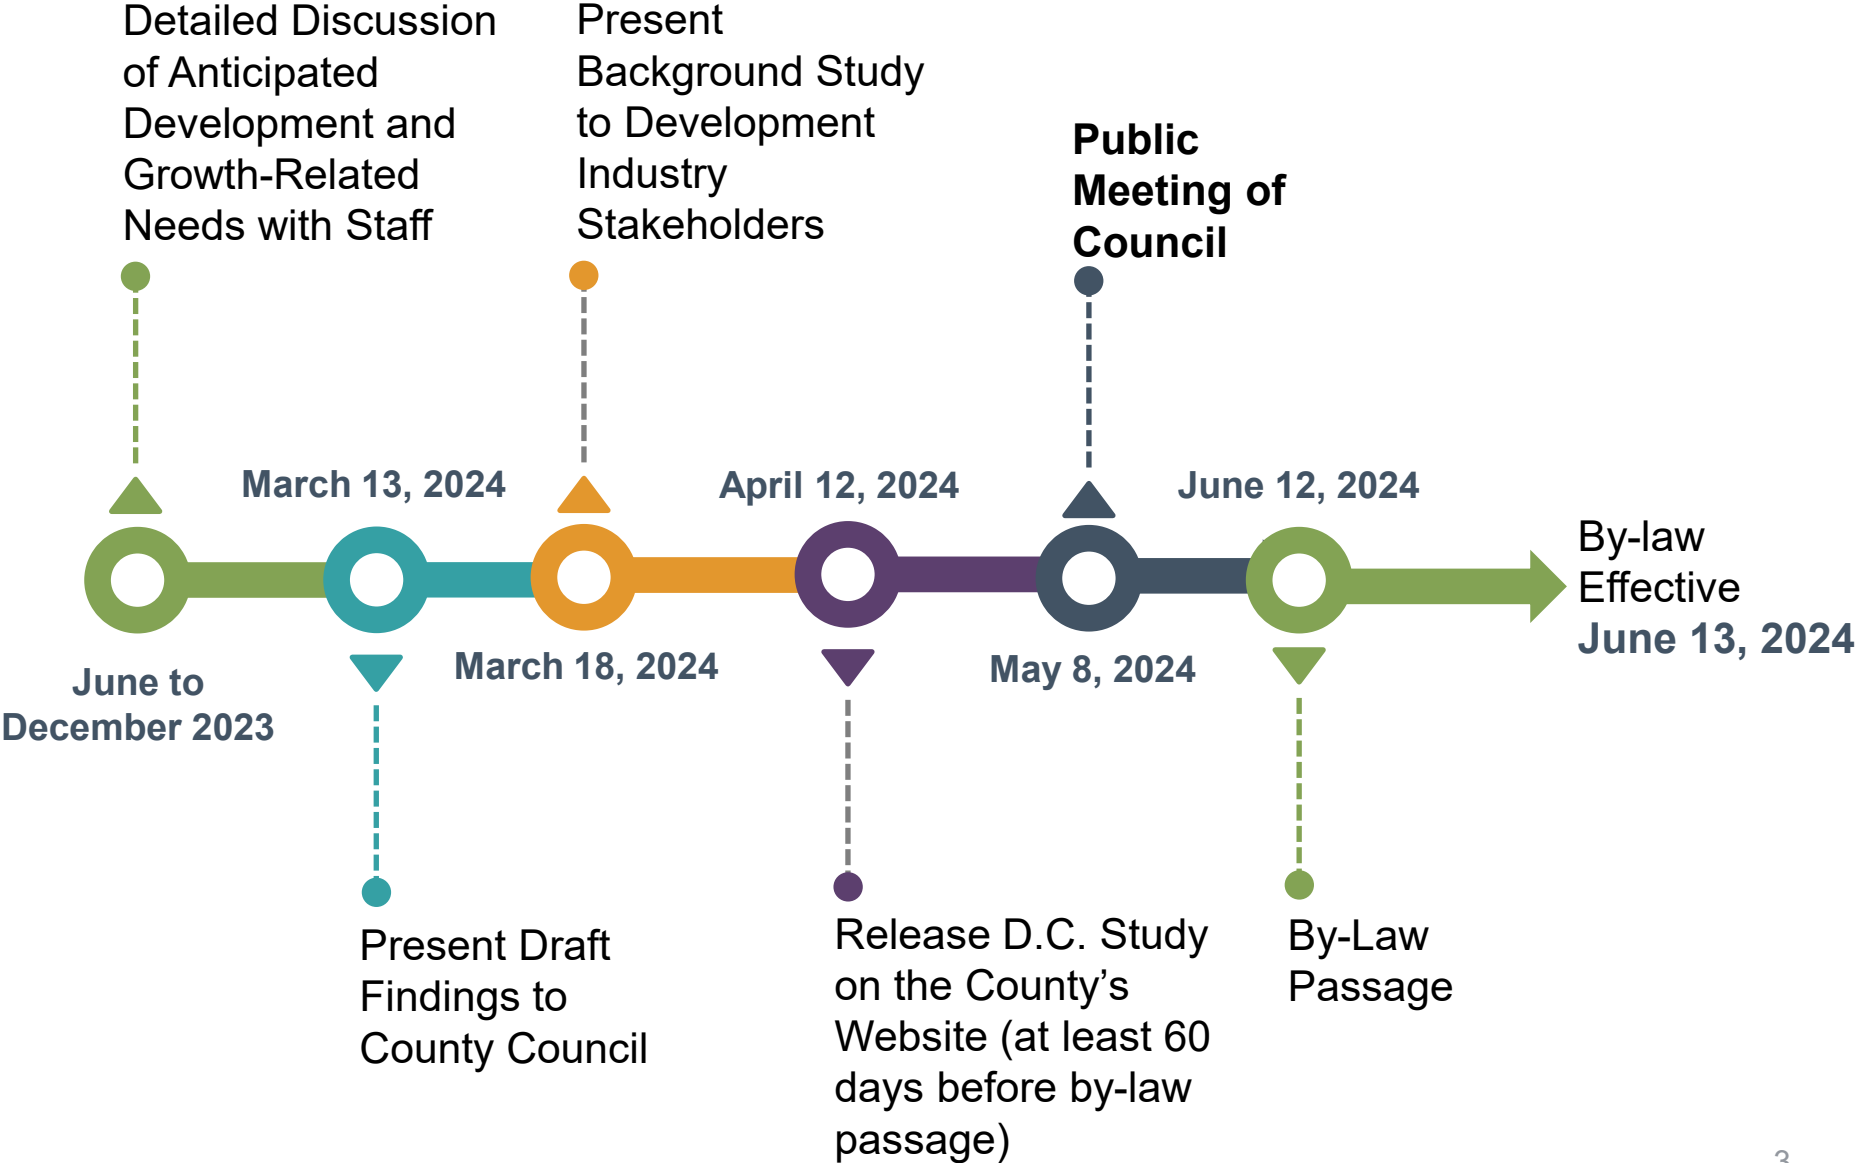 Detailed Discussion
of Anticipated
Development and
Growth-Related
Needs with Staff
Present
Background Study
to Development
Industry
Stakeholders
Public
Meeting of
Council
March 13, 2024
April 12, 2024
June 12, 2024
By-law
Effective
June 13, 2024
June to
December 2023
March 18, 2024
May 8, 2024
Present Draft
Findings to
County Council
Release D.C. Study
on the County’s
Website (at least 60
days before by-law
passage)
By-Law
Passage
3